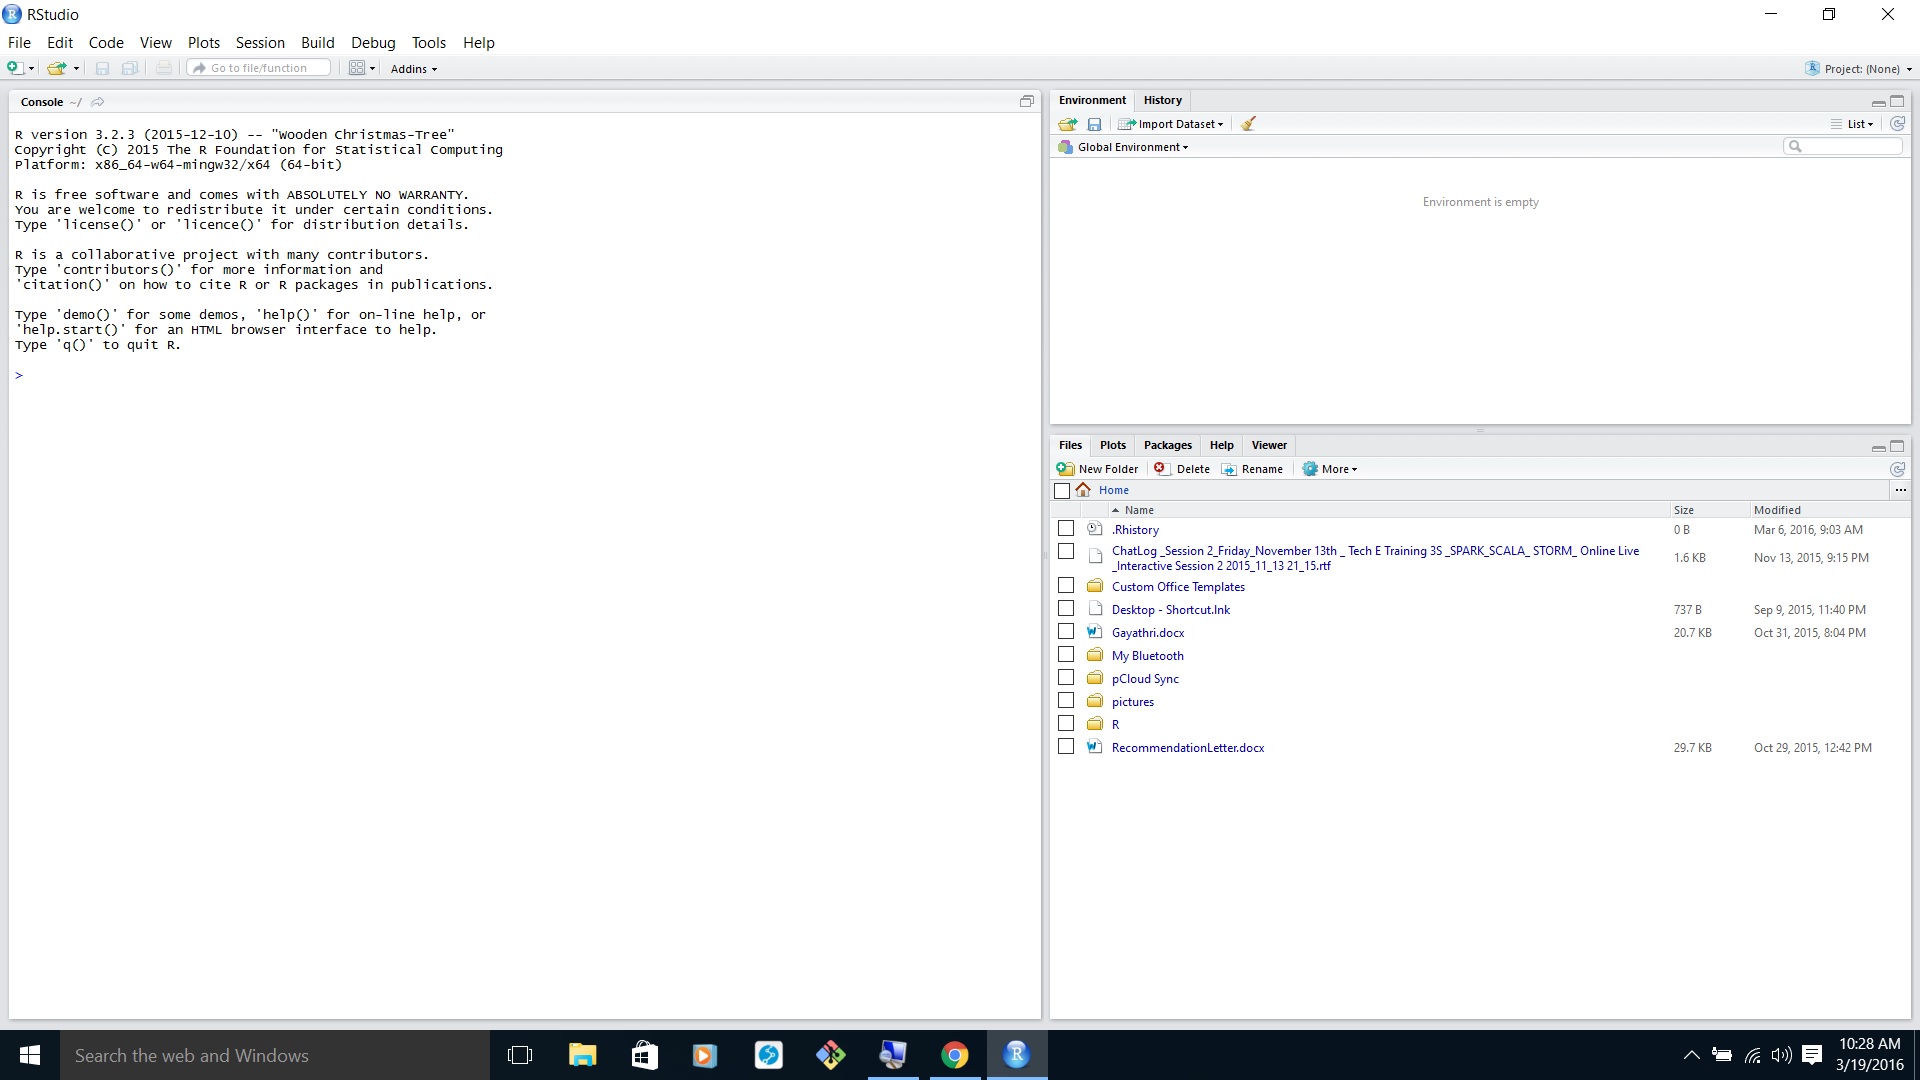 RStudio
File Edit Code View Plots Session Build Debug Tools Help
Go to file/function Addins Project: (None)
Console ~/
R version 3.2.3 (2015-12-10) -- "Wooden Christmas-Tree"
Copyright (C) 2015 The R Foundation for Statistical Computing
Platform: x86_64-w64-mingw32/x64 (64-bit)
R is free software and comes with ABSOLUTELY NO WARRANTY.
You are welcome to redistribute it under certain conditions.
Type 'license()' or 'licence()' for distribution details.
R is a collaborative project with many contributors.
Type 'contributors()' for more information and
'citation()' on how to cite R or R packages in publications.
Type 'demo()' for some demos, 'help()' for on-line help, or
'help.start()' for an HTML browser interface to help.
Type 'q()' to quit R.
>
Environment History
Import Dataset List
Global Environment
Environment is empty
Files Plots Packages Help Viewer
New Folder Delete Rename More
Home ...
Name Size Modified
.Rhistory 0 B Mar 6, 2016, 9:03 AM
ChatLog _Session 2_Friday_November 13th _ Tech E Training 3S _SPARK_SCALA_ STORM_ Online Live
_Interactive Session 2 2015_11_13 21_15.rtf 1.6 KB Nov 13, 2015, 9:15 PM
Custom Office Templates
Desktop - Shortcut.lnk 737 B Sep 9, 2015, 11:40 PM
Gayathri.docx 20.7 KB Oct 31, 2015, 8:04 PM
My Bluetooth
pCloud Sync
pictures
R
RecommendationLetter.docx 29.7 KB Oct 29, 2015, 12:42 PM
Search the web and Windows
10:28 AM
3/19/2016